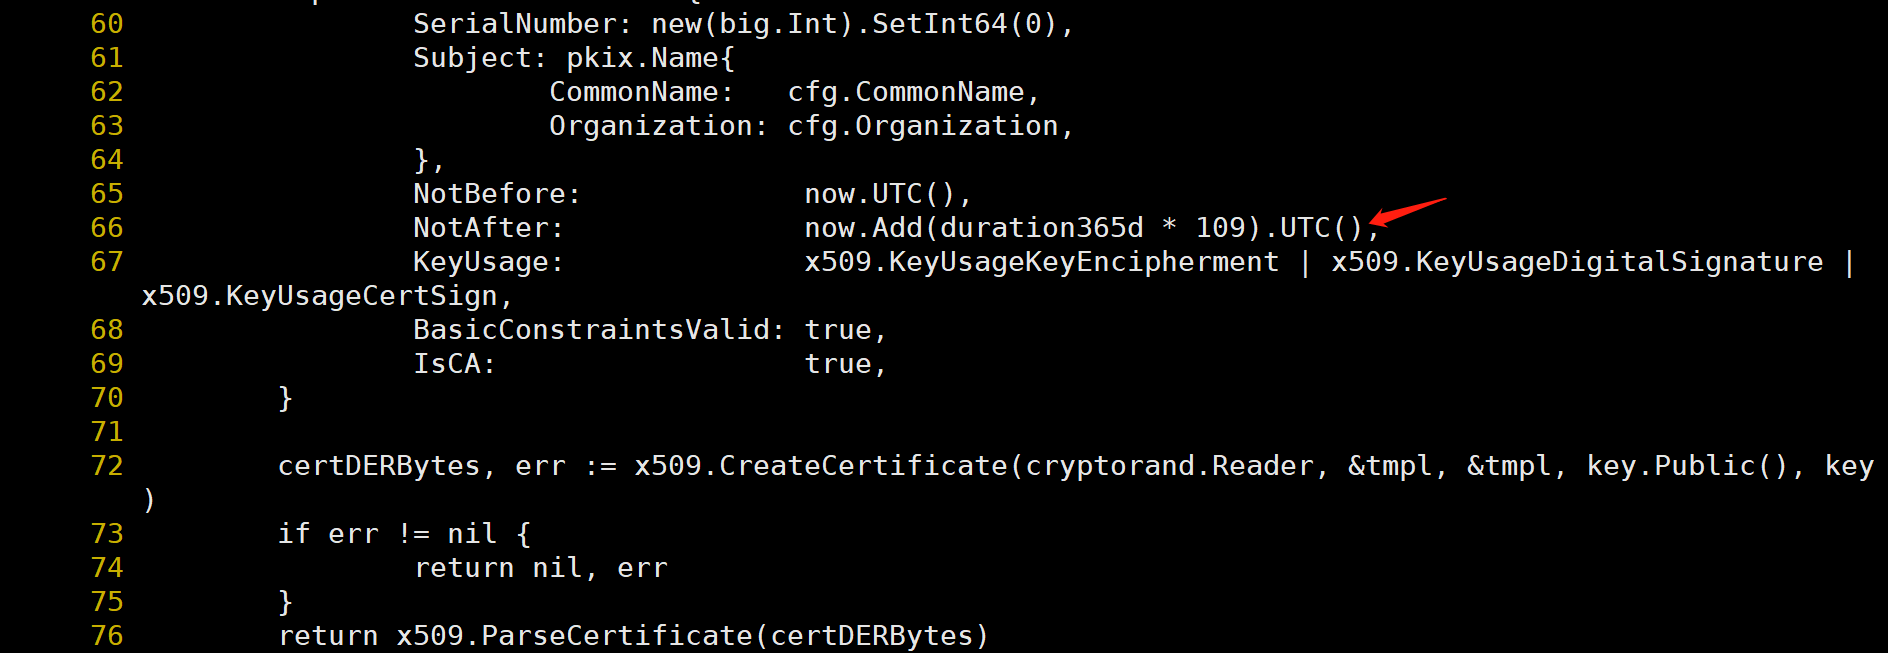 60 SerialNumber: new(big.Int).SetInt64(0),
61 Subject: pkix.Name{
62 CommonName: cfg.CommonName,
63 Organization: cfg.Organization,
64 },
65 NotBefore: now.UTC(),
66 NotAfter: now.Add(duration365d * 109).UTC(),
67 KeyUsage: x509.KeyUsageKeyEncipherment | x509.KeyUsageDigitalSignature |
x509.KeyUsageCertSign,
68 BasicConstraintsValid: true,
69 IsCA: true,
70 }
71
72 certDERBytes, err := x509.CreateCertificate(cryptorand.Reader, &tmpl, &tmpl, key.Public(), key
)
73 if err != nil {
74 return nil, err
75 }
76 return x509.ParseCertificate(certDERBytes)